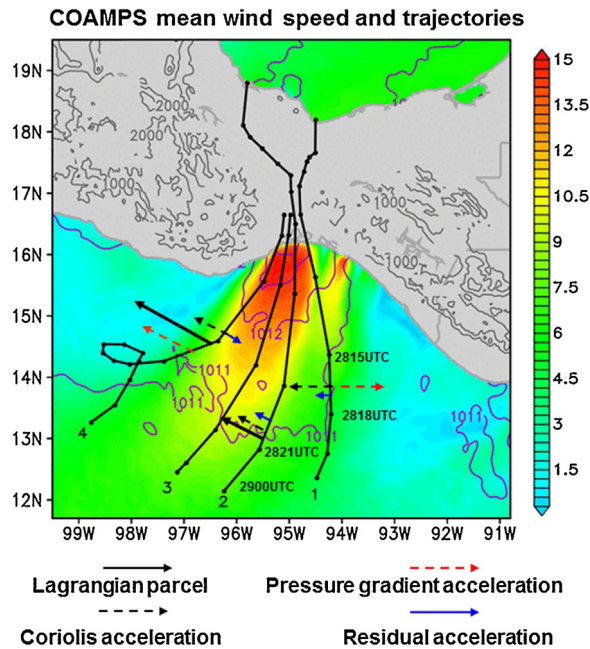 COAMPS mean wind speed and trajectories
19N
18N
17N
16N
15N
14N
13N
12N
99W 98W 97W 96W 95W 94W 93W 92W 91W
15
13.5
12
10.5
9
7.5
6
4.5
3
1.5
2000
2000
1000
1000
1000
1012
1011
1011
1011
1011
2815UTC
2818UTC
2821UTC
2900UTC
4
3
2
1
Lagrangian parcel
Pressure gradient acceleration
Coriolis acceleration
Residual acceleration